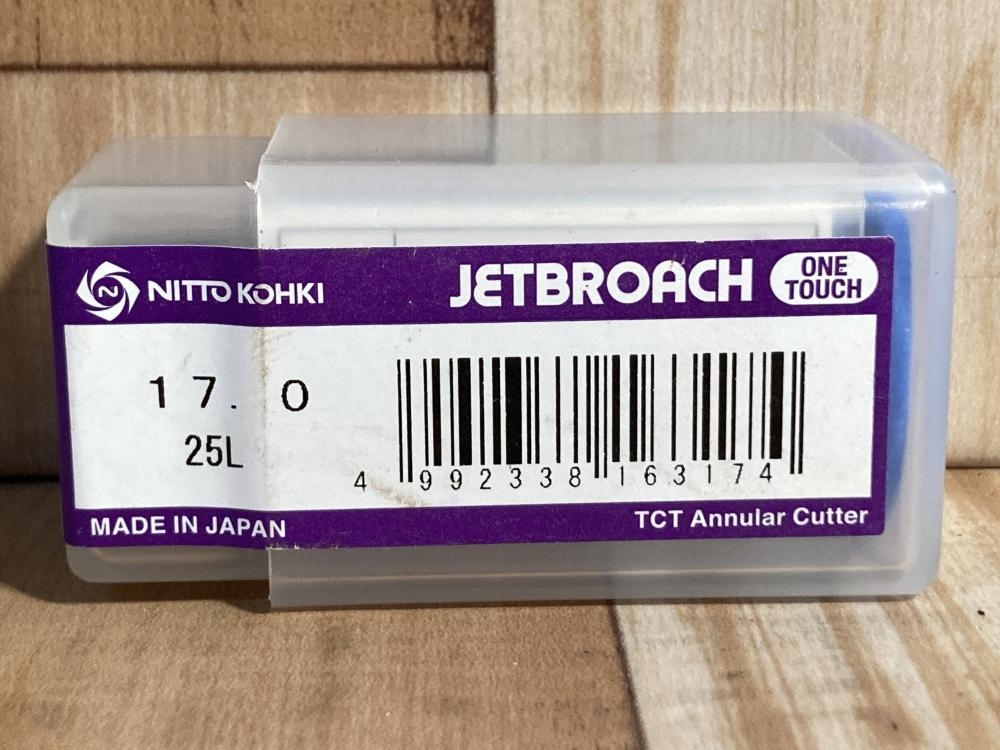 NITTO KOHKI
JETBROACH
ONE TOUCH
17.0
25L
4 992338 163174
MADE IN JAPAN
TCT Annular Cutter